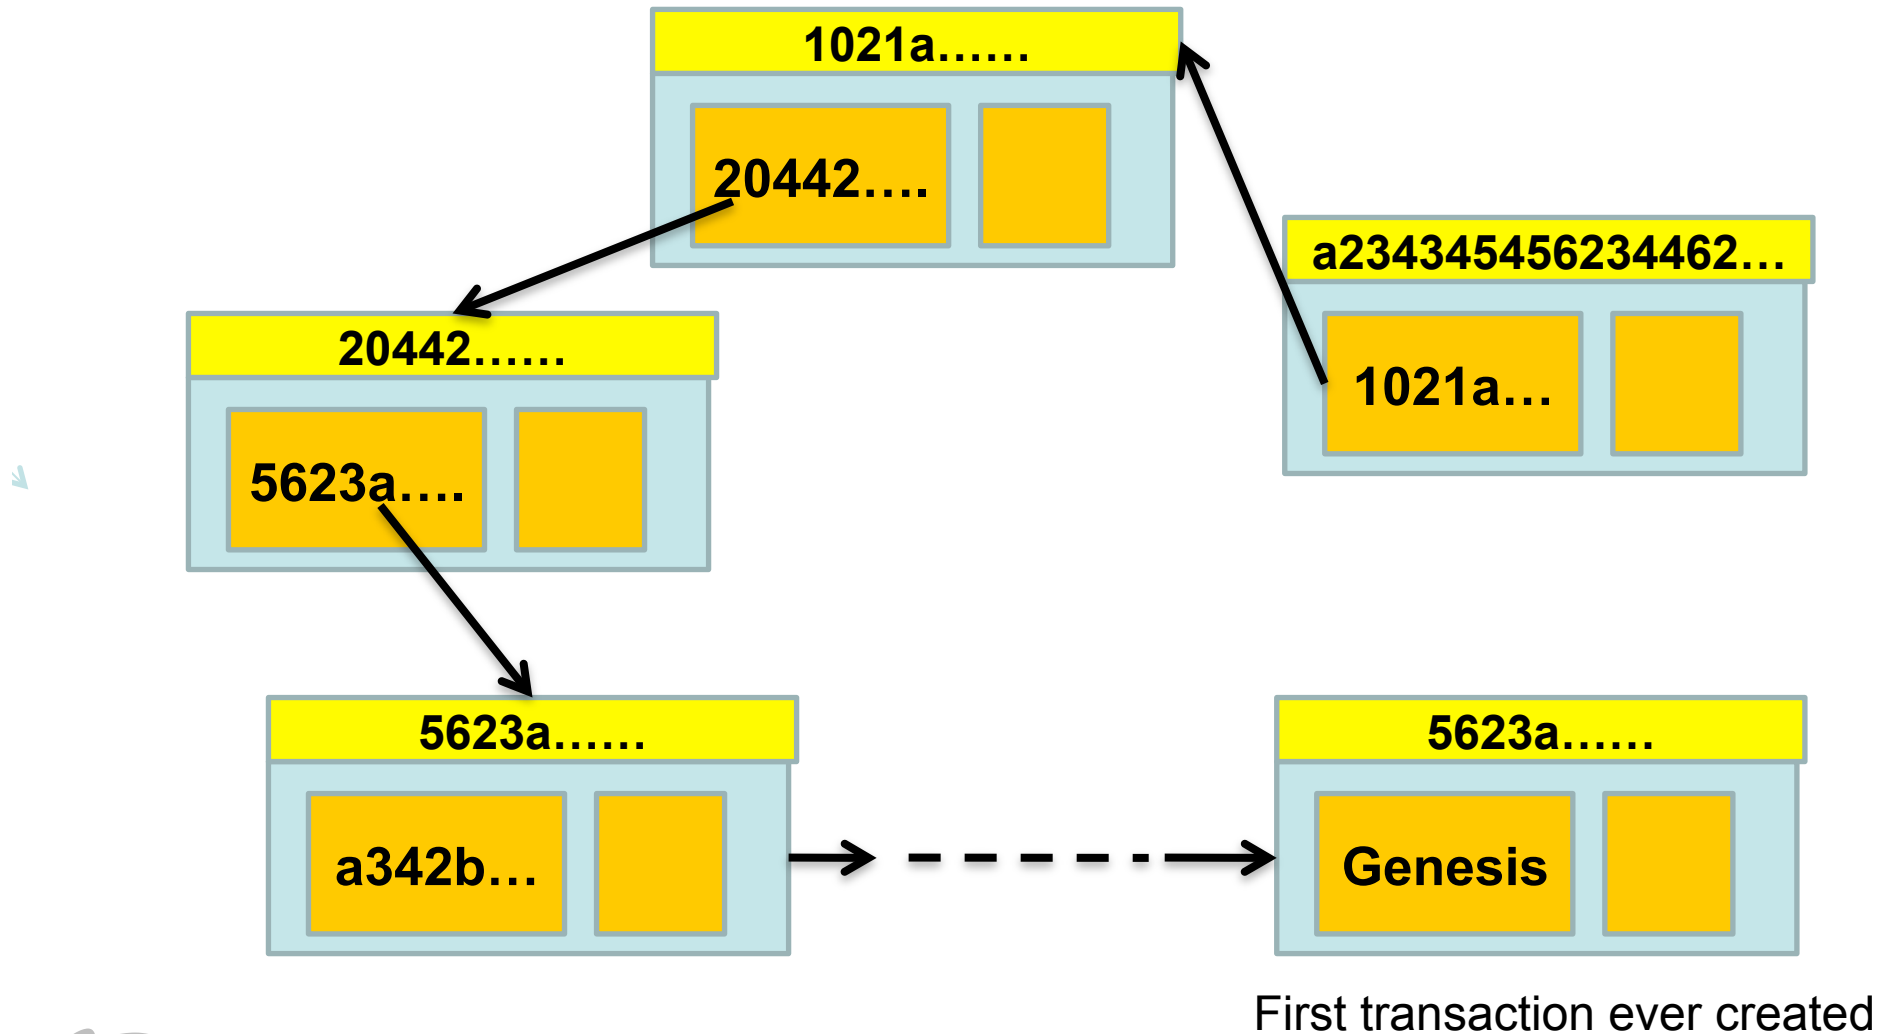 1021a......
20442....
a234345456234462...
1021a...
20442......
5623a....
5623a......
a342b...
5623a......
Genesis
First transaction ever created